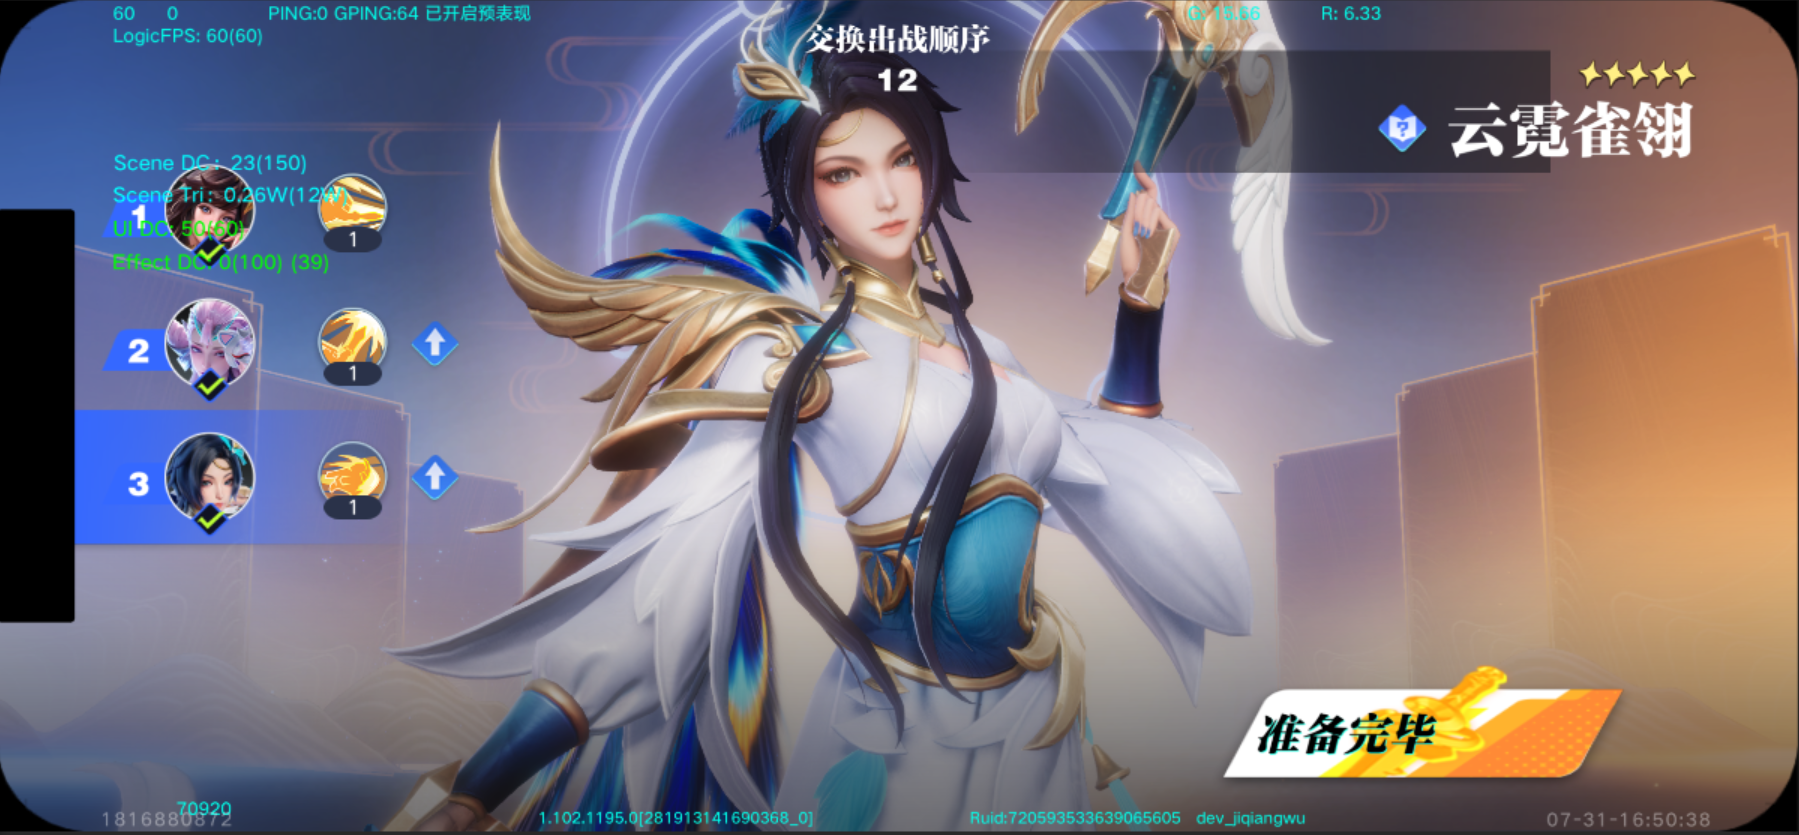 60 0 PING:0 GPING:64 已开启预表现 G: 15.66 R: 6.33
LogicFPS: 60(60)
交换出战顺序
12
云霓雀翎
Scene DC: 23(150)
Scene Tri: 0.26W(12W)
1
1
UI DC: 50(60)
Effect DC: 0(100) (39)
2
1
3
1
准备完毕
70920
1816880872
1.102.1195.0[281913141690368_0]
Ruid:720593533639065605 dev_jiqiangwu
07-31-16:50:38